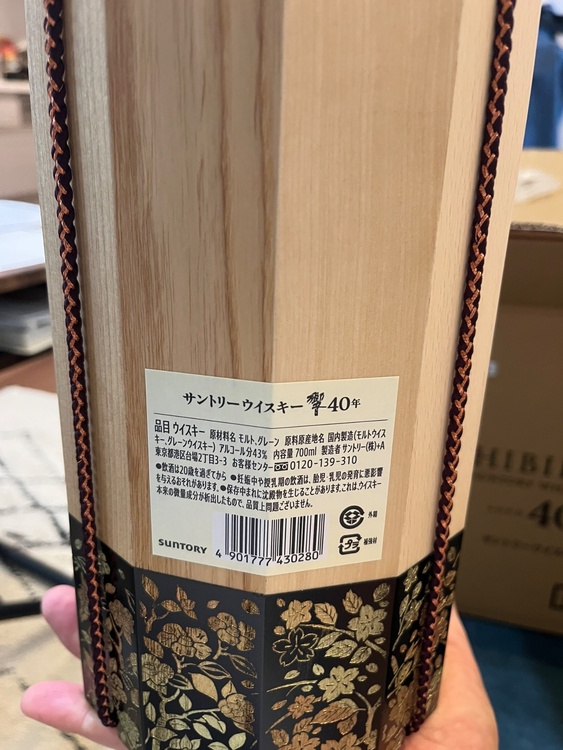 サントリーウイスキー 響 40年
品目 ウイスキー 原材料名 モルト、グレーン 原料原産地名 国内製造(モルトウイス
キー、グレーンウイスキー) アルコール分43% 内容量 700ml 製造者 サントリー(株)+A
東京都港区台場2丁目3-3 お客様センター 0120-139-310
●飲酒は20歳を過ぎてから ●妊娠中や授乳期の飲酒は、胎児・乳児の発育に悪影響
を与えるおそれがあります。●保存中まれに沈殿物を生じることがあります。これは、ウイスキー
本来の微量成分が析出したもので、品質上問題ございません。
外箱
紙
プラ
補強材
SUNTORY
4 901777 430280
HIBI
40